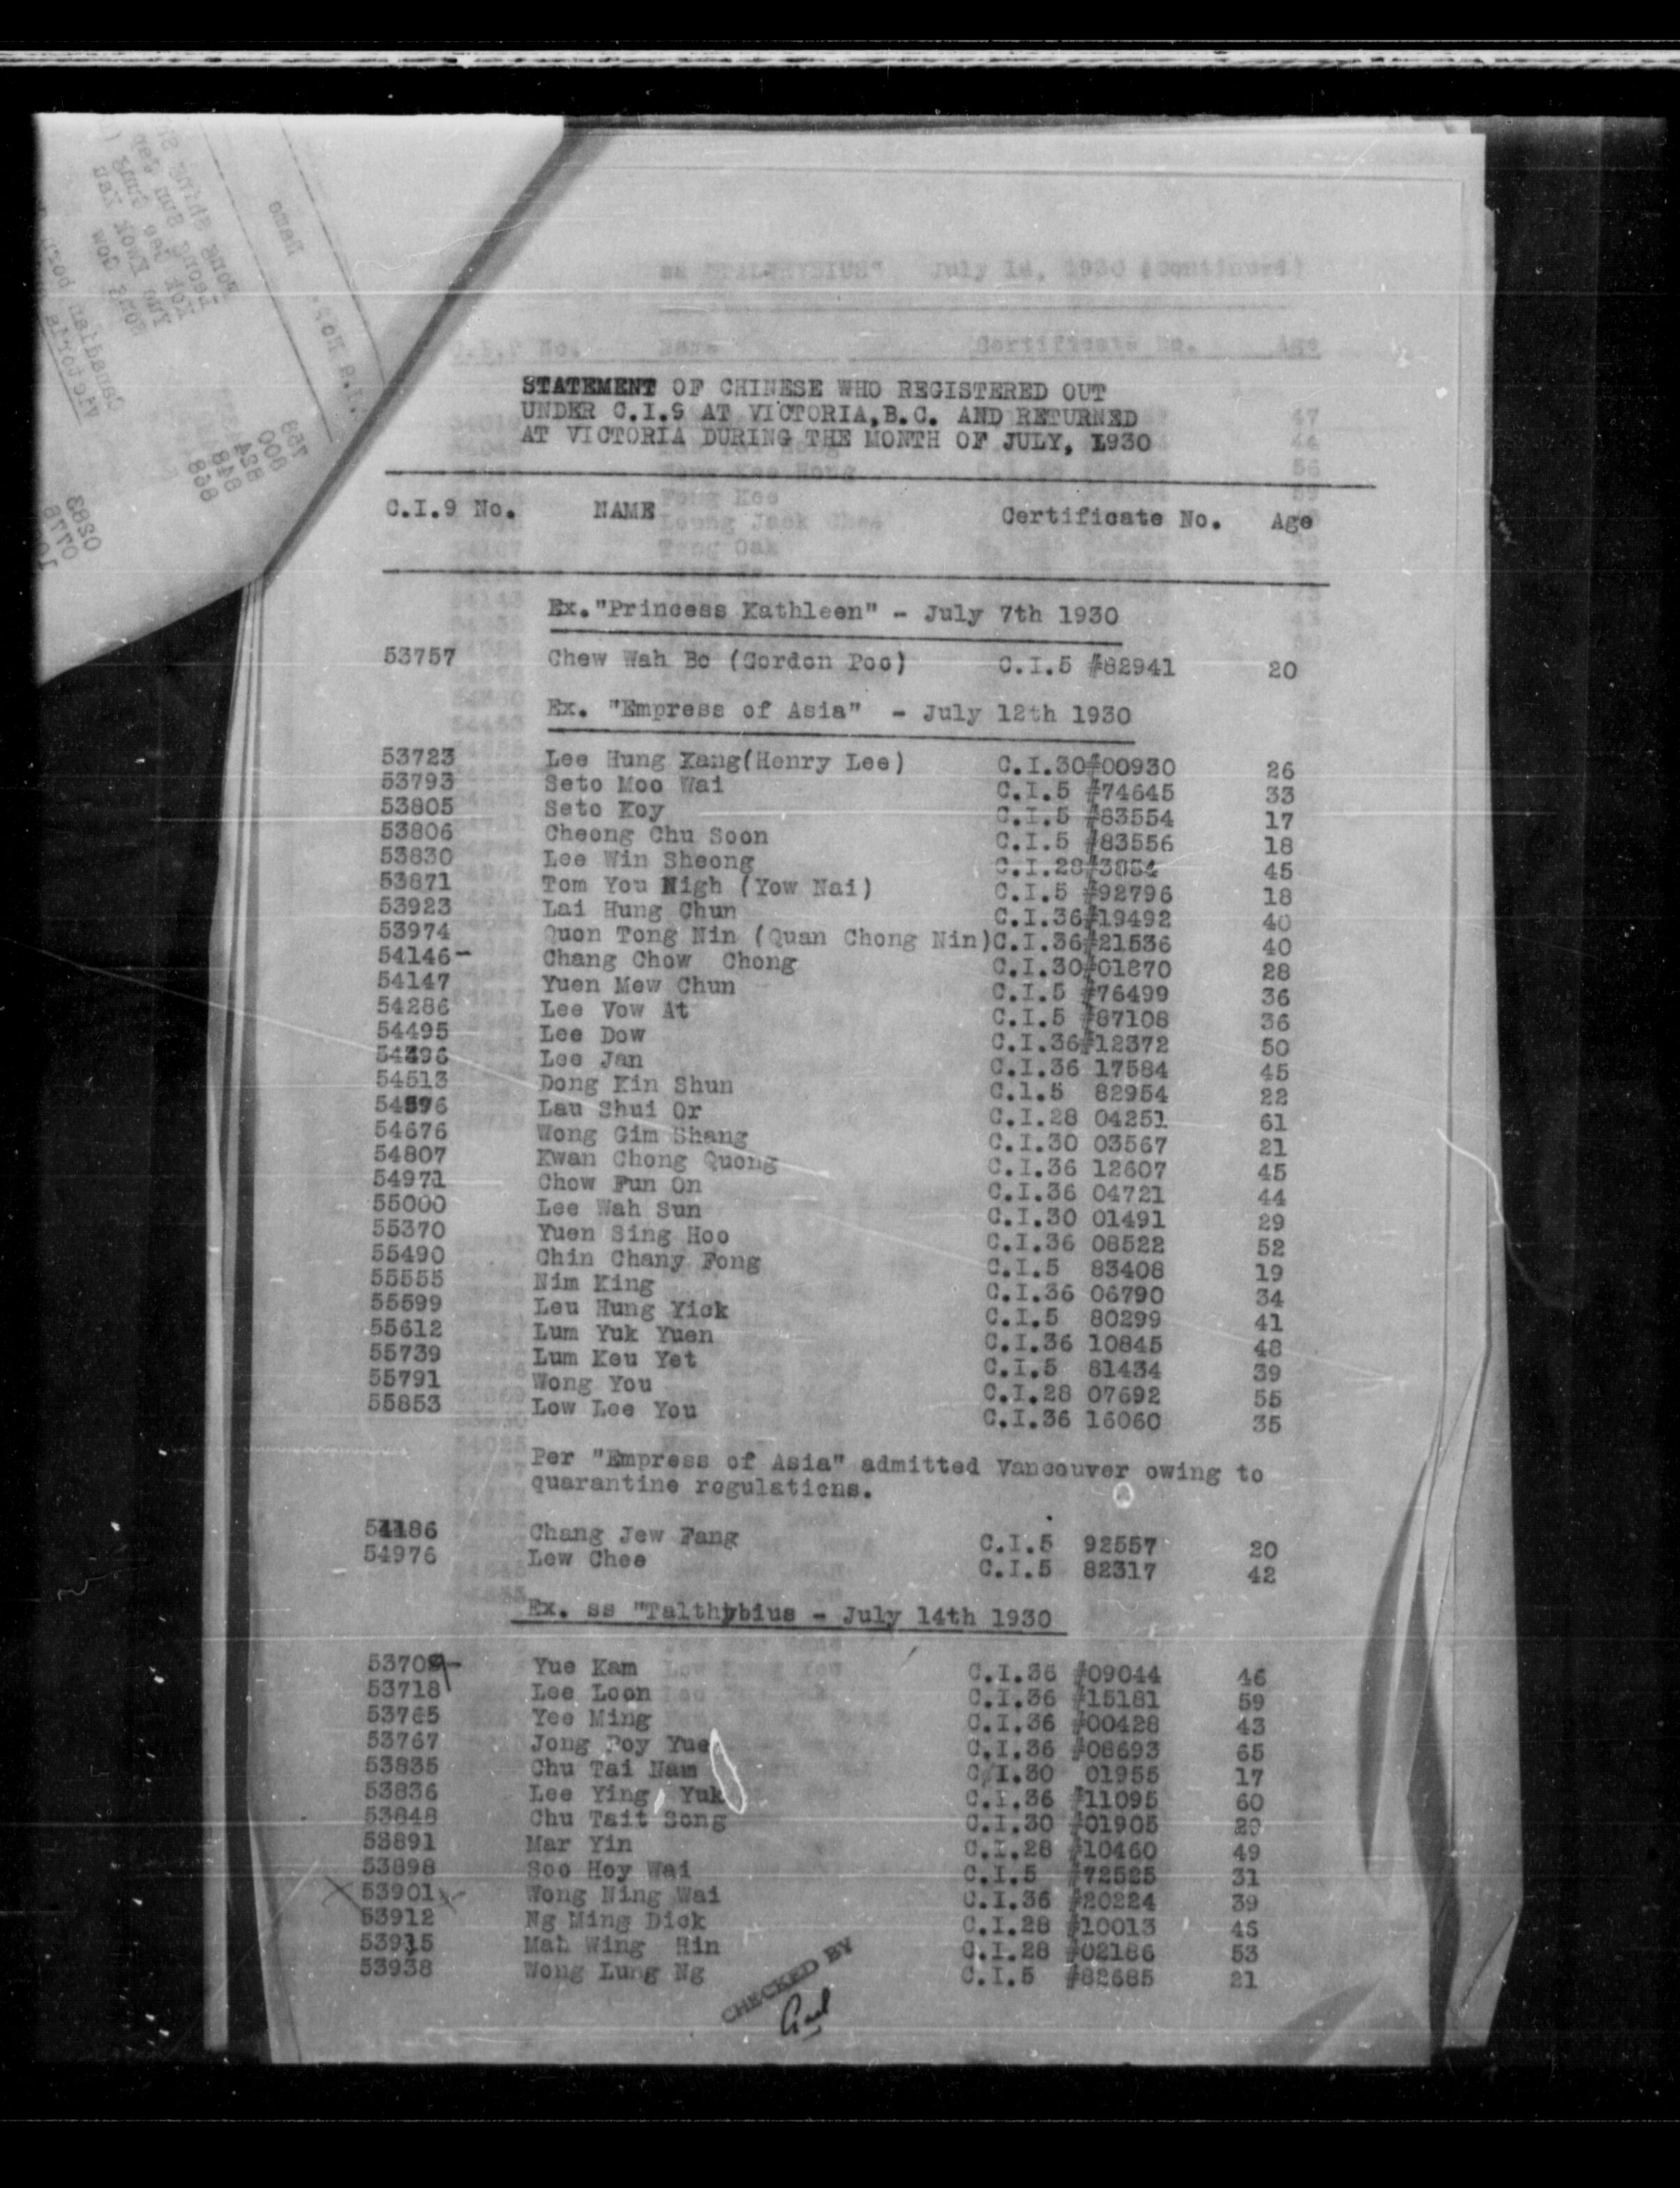 STATEMENT OF CHINESE WHO REGISTERED OUT
UNDER C.I.9 AT VICTORIA,B.C. AND RETURNED
AT VICTORIA DURING THE MONTH OF JULY, 1930
C.I.9 No. NAME Certificate No. Age
Ex."Princess Kathleen" - July 7th 1930
53757 Chew Wah Bo (Gordon Poo) C.I.5 #82941 20
Ex. "Empress of Asia" - July 12th 1930
53723 Lee Hung Kang(Henry Lee) C.I.30#00930 26
53793 Seto Moo Wai C.I.5 #74645 33
53805 Seto Koy C.I.5 #83554 17
53806 Cheong Chu Soon C.I.5 #83556 18
53830 Lee Win Sheong C.I.28#3854 45
53871 Tom You Nigh (Yow Nai) C.I.5 #92796 18
53923 Lai Hung Chun C.I.36#19492 40
53974 Quon Tong Nin (Quan Chong Nin)C.I.36#21536 40
54146- Chang Chow Chong C.I.30#01870 28
54147 Yuen Mew Chun C.I.5 #76499 36
54286 Lee Vow At C.I.5 #87108 36
54495 Lee Dow C.I.36#12372 50
Lee Jan C.I.36 17584 45
54513 Dong Kin Shun C.I.5 82954 22
Lau Shui Or C.I.28 04251 61
54676 Wong Gim Shang C.I.30 03567 21
54807 Kwan Chong Quong C.I.36 12607 45
54971 Chow Fun On C.I.36 04721 44
55000 Lee Wah Sun C.I.30 01491 29
55370 Yuen Sing Hoo C.I.36 08522 52
55490 Chin Chany Fong C.I.5 83408 19
55555 Nim King C.I.36 06790 34
55599 Leu Hung Yick C.I.5 80299 41
55612 Lum Yuk Yuen C.I.36 10845 48
55739 Lum Keu Yet C.I.5 81434 39
55791 Wong You C.I.28 07692 55
55853 Low Lee You C.I.36 16060 35
Per "Empress of Asia" admitted Vancouver owing to
quarantine regulations.
54186 Chang Jew Fang C.I.5 92557 20
54976 Lew Chee C.I.5 82317 42
Ex. ss "Talthybius - July 14th 1930
53709- Yue Kam C.I.36 #09044 46
53718 Lee Loon C.I.36 #15181 59
53765 Yee Ming C.I.36 #00428 43
53767 Jong Poy Yue C.I.36 #08693 65
53835 Chu Tai Nam C.I.30 01955 17
53836 Lee Ying Yuk C.I.36 #11095 60
53848 Chu Tait Song C.I.30 #01905
53891 Mar Yin C.I.28 #10460 49
53898 Soo Hoy Wai C.I.5 #72525 31
53901 Wong Ning Wai C.I.36 #20224 39
53912 Ng Ming Dick C.I.28 #10013
53915 Mah Wing Hin C.I.28 #02186 53
53938 Wong Lung Ng C.I.5 #82685 21
CHECKED BY